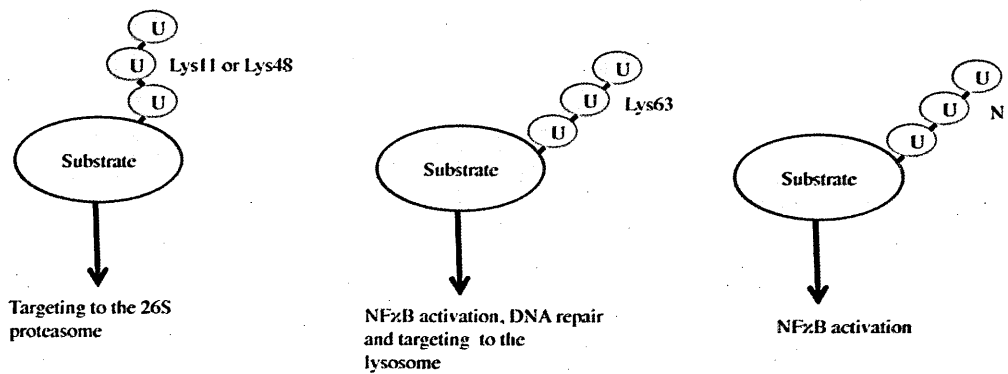 U
U
U
Lys11 or Lys48
Substrate
Targeting to the 26S
proteasome
U
U
U
Lys63
Substrate
NFκB activation, DNA repair
and targeting to the
lysosome
U
U
U
N
Substrate
NFκB activation